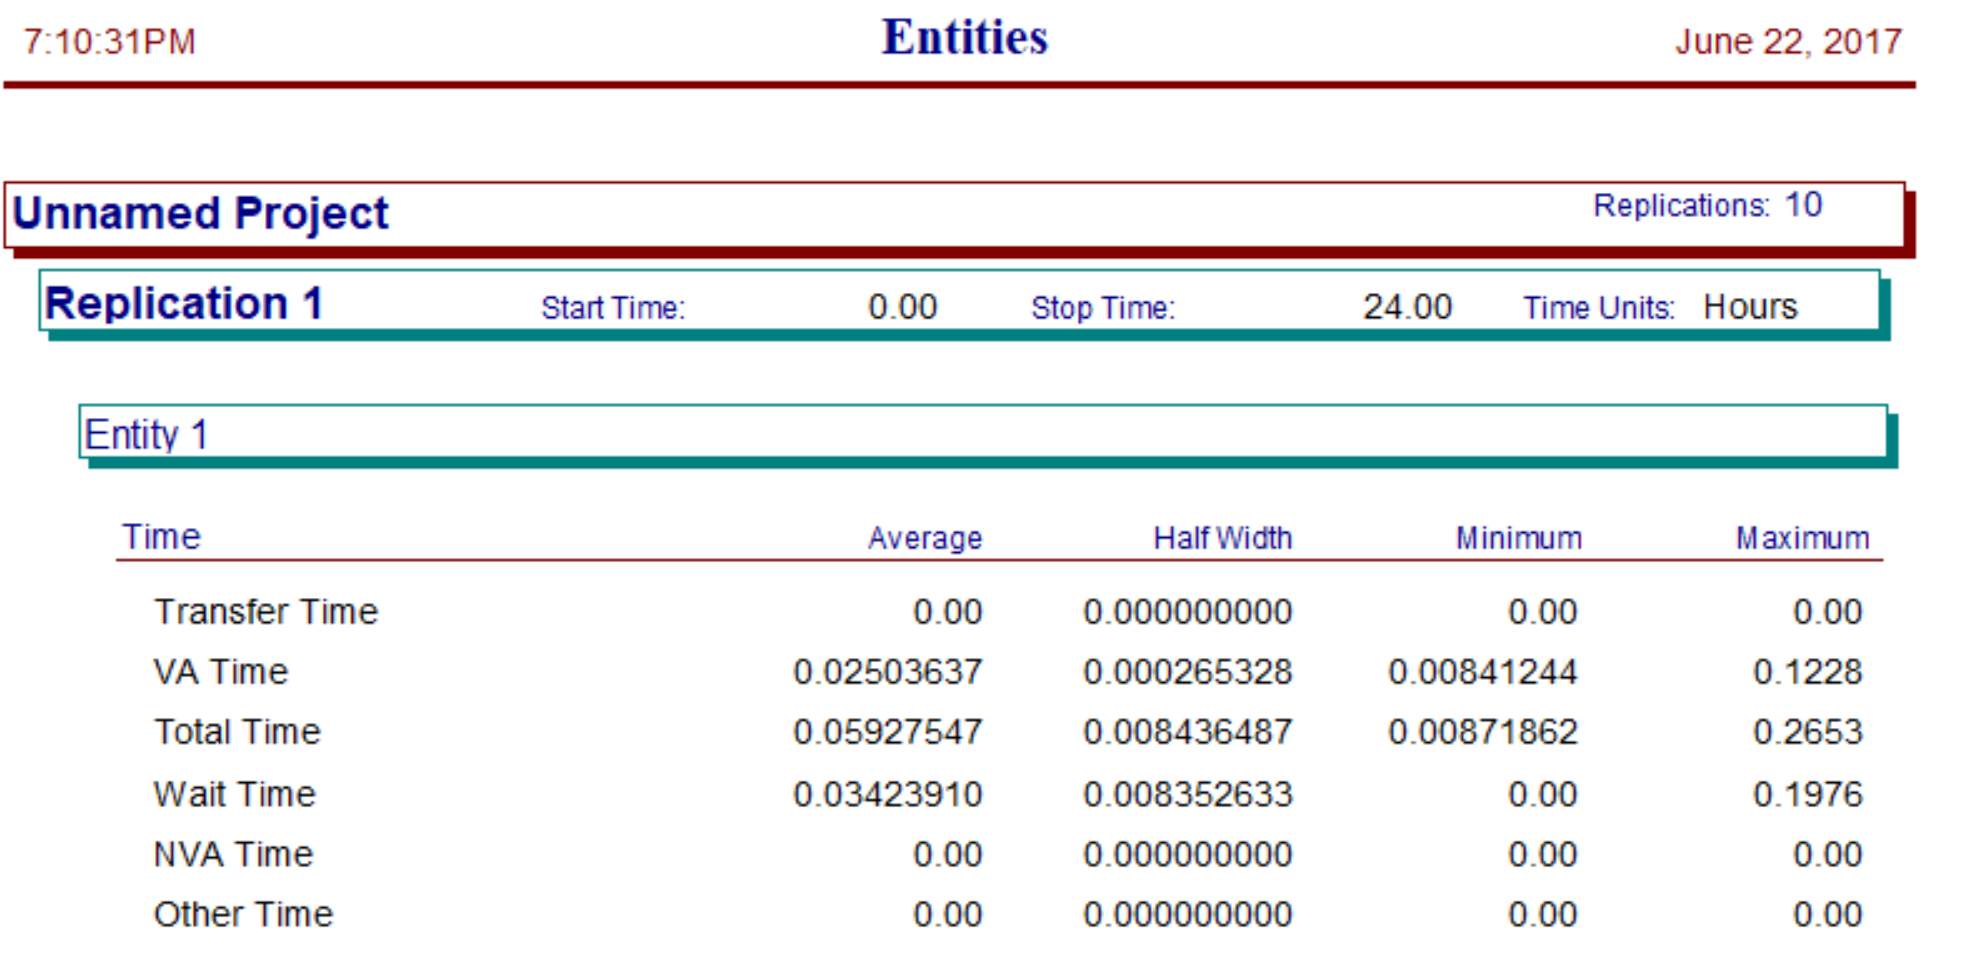 7:10:31PM Entities June 22, 2017
Unnamed Project Replications: 10
Replication 1 Start Time: 0.00 Stop Time: 24.00 Time Units: Hours
Entity 1
Time Average Half Width Minimum Maximum
Transfer Time 0.00 0.000000000 0.00 0.00
VA Time 0.02503637 0.000265328 0.00841244 0.1228
Total Time 0.05927547 0.008436487 0.00871862 0.2653
Wait Time 0.03423910 0.008352633 0.00 0.1976
NVA Time 0.00 0.000000000 0.00 0.00
Other Time 0.00 0.000000000 0.00 0.00